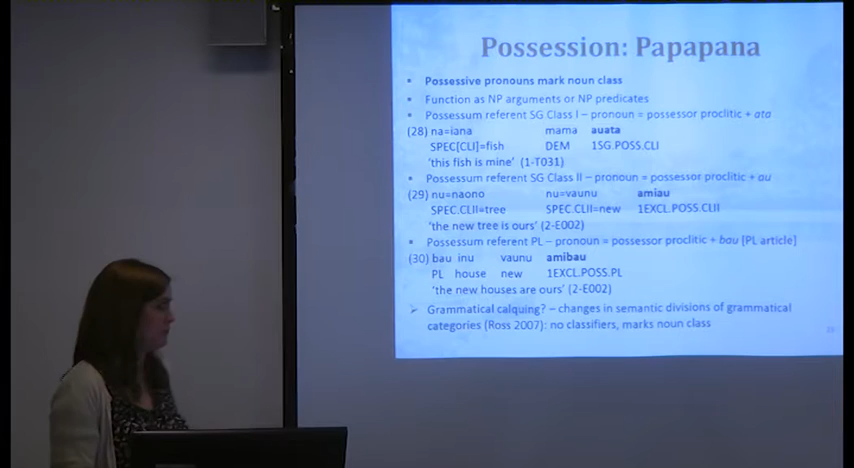 Possession: Papapana
▪ Possessive pronouns mark noun class
▪ Function as NP arguments or NP predicates
▪ Possessum referent SG Class I – pronoun = possessor proclitic + ata
(28) na=iana mama auata
SPEC[CLI]=fish DEM 1SG.POSS.CLI
'this fish is mine' (1-T031)
▪ Possessum referent SG Class II – pronoun = possessor proclitic + au
(29) nu=naono nu=vaunu amiau
SPEC.CLII=tree SPEC.CLII=new 1EXCL.POSS.CLII
'the new tree is ours' (2-E002)
▪ Possessum referent PL – pronoun = possessor proclitic + bau [PL article]
(30) bau inu vaunu amibau
PL house new 1EXCL.POSS.PL
'the new houses are ours' (2-E002)
➢ Grammatical calquing? – changes in semantic divisions of grammatical
categories (Ross 2007): no classifiers, marks noun class